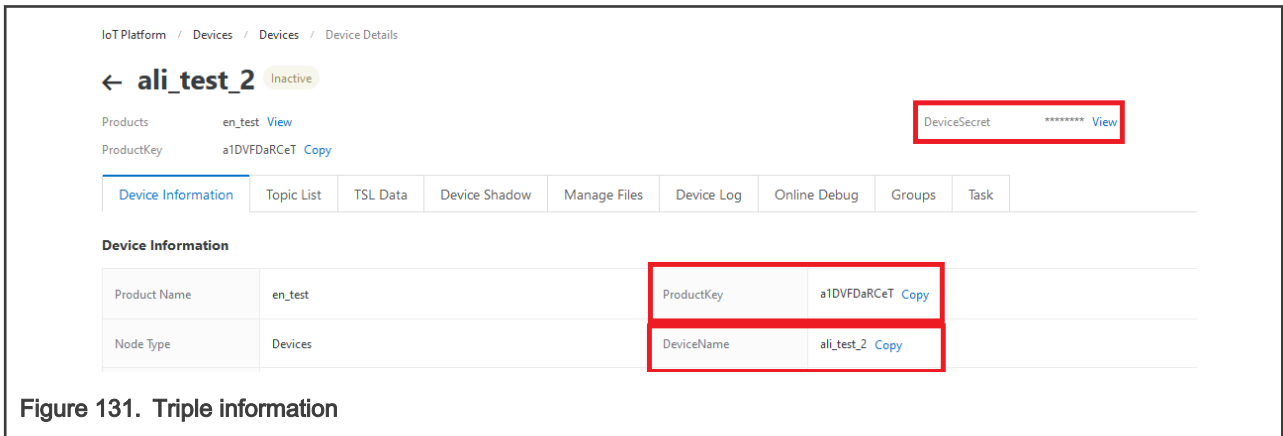 IoT Platform / Devices / Devices / Device Details
← ali_test_2 Inactive
Products en_test View DeviceSecret ******** View
ProductKey a1DVFDaRCeT Copy
Device Information Topic List TSL Data Device Shadow Manage Files Device Log Online Debug Groups Task
Device Information
Product Name en_test ProductKey a1DVFDaRCeT Copy
Node Type Devices DeviceName ali_test_2 Copy
Figure 131. Triple information